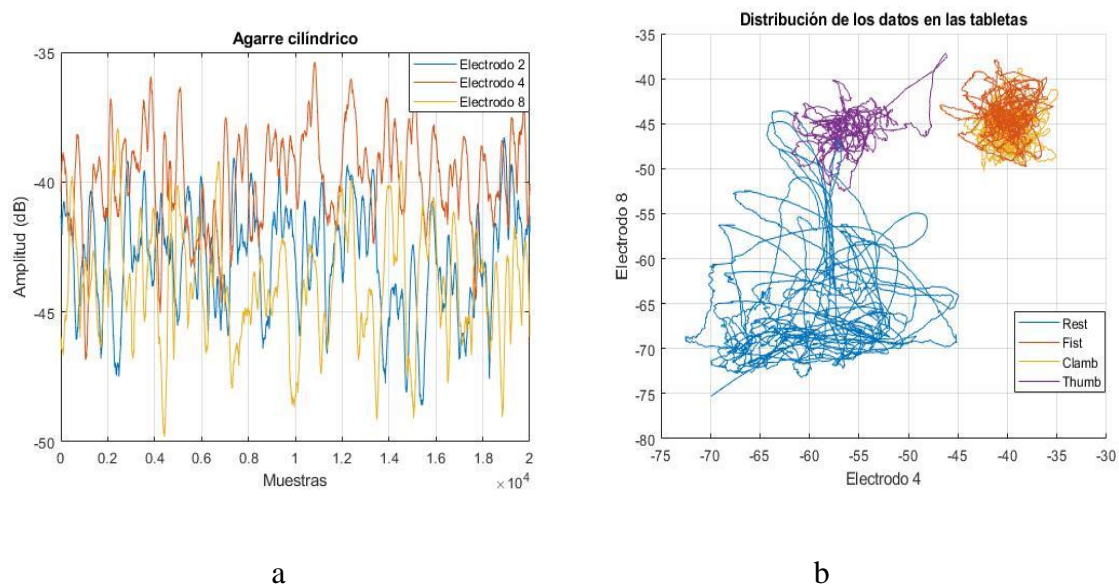 Agarre cilíndrico
-35
-40
-45
-50
Amplitud (dB)
Electrodo 2
Electrodo 4
Electrodo 8
0 0.2 0.4 0.6 0.8 1 1.2 1.4 1.6 1.8 20
Muestras
×10⁴
a
Distribución de los datos en las tabletas
-35
-40
-45
-50
-55
-60
-65
-70
-75
-80
Electrodo 8
Rest
Fist
Clamb
Thumb
-75 -70 -65 -60 -55 -50 -45 -40 -35 -30
Electrodo 4
b